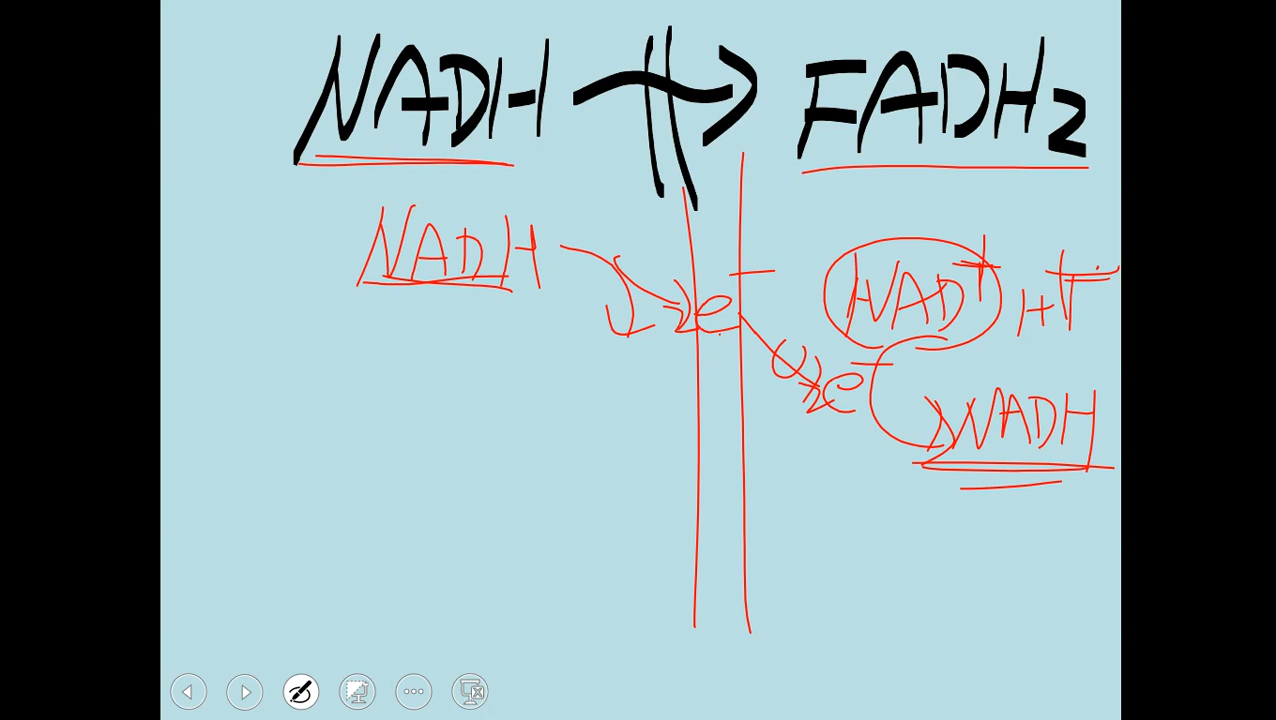 NADH → FADH2
NADH
2e-
NAD+ H+
2e-
NADH